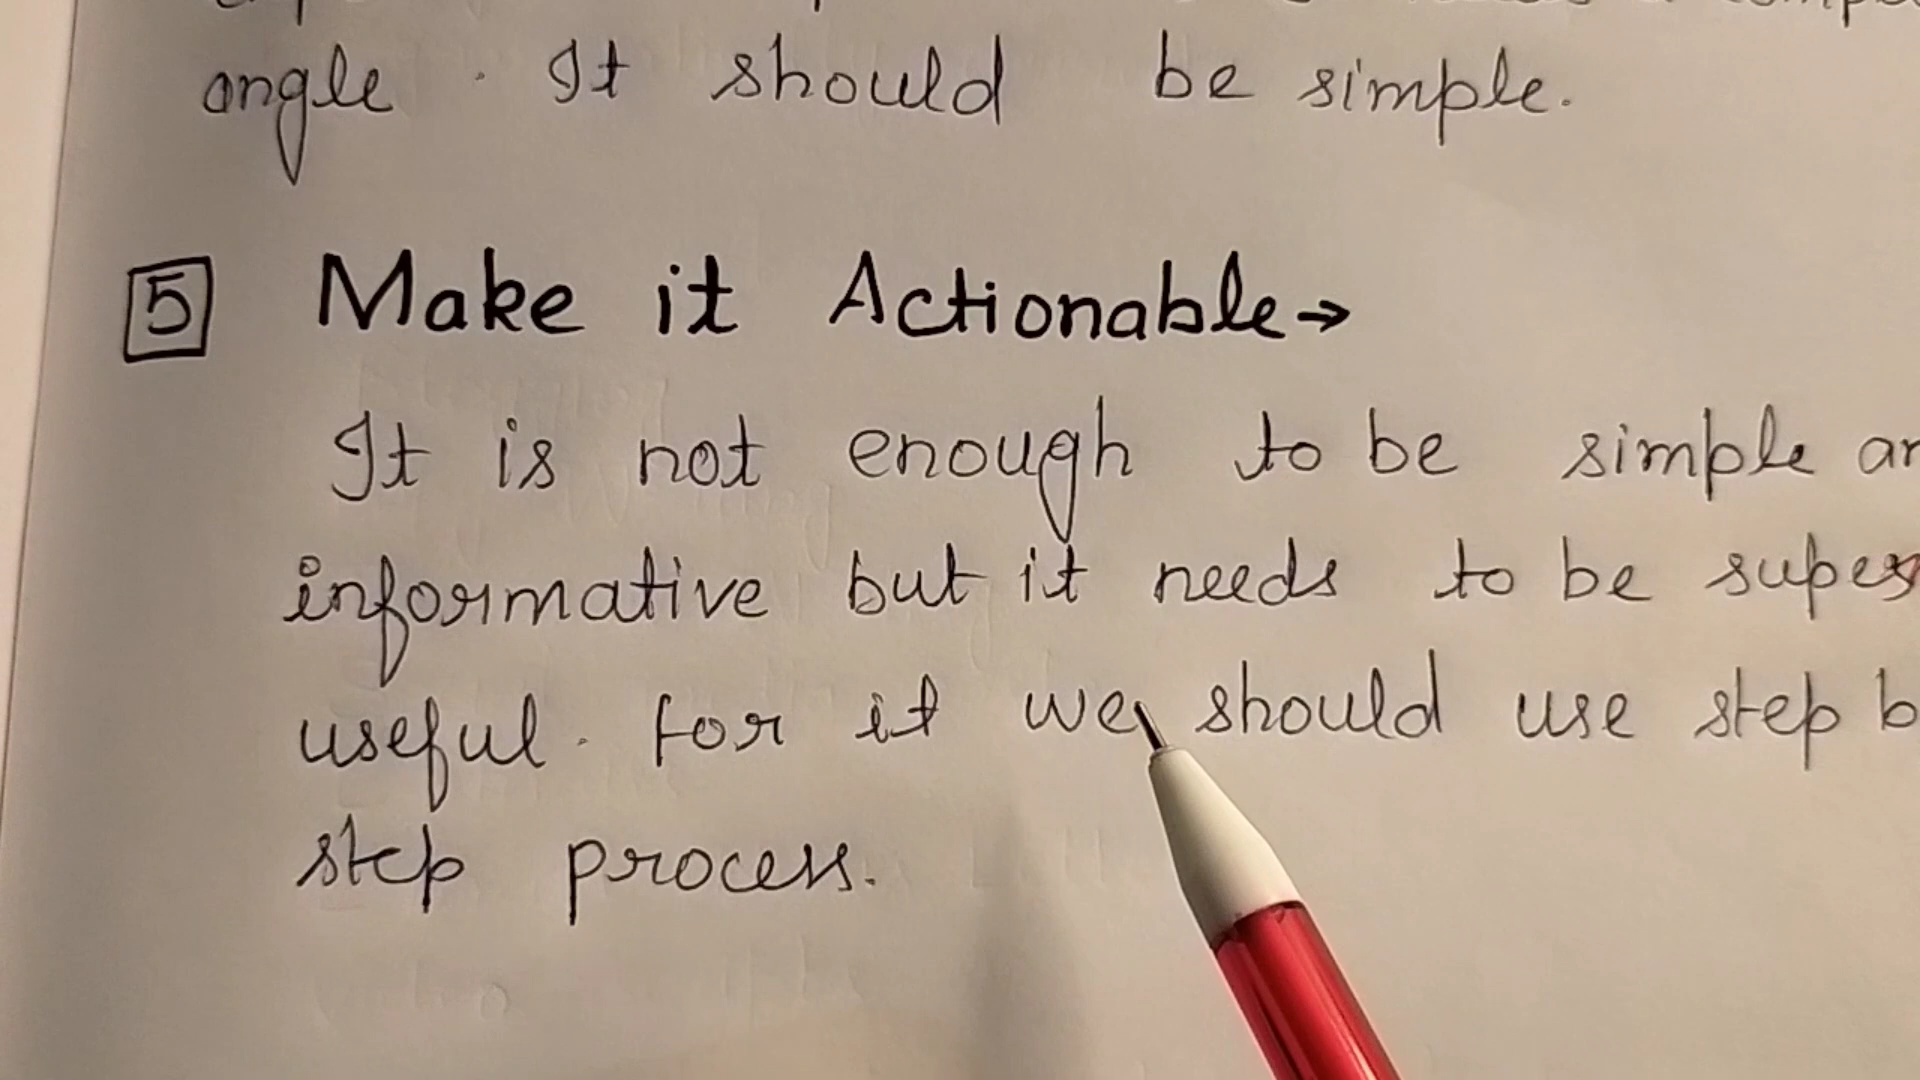 angle. It should be simple.
5 Make it Actionable→
It is not enough to be simple
informative but it needs to be super
useful. for it we should use step b
step process.